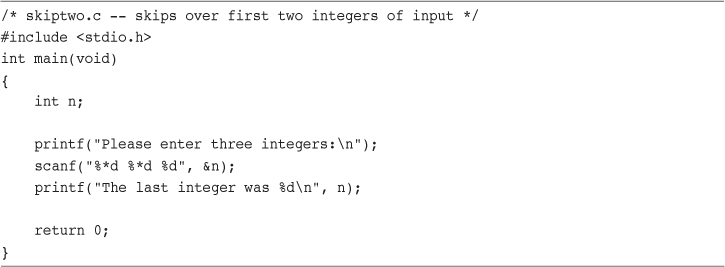 /* skiptwo.c -- skips over first two integers of input */
#include <stdio.h>
int main(void)
{
    int n;

    printf("Please enter three integers:\n");
    scanf("%*d %*d %d", &n);
    printf("The last integer was %d\n", n);

    return 0;
}